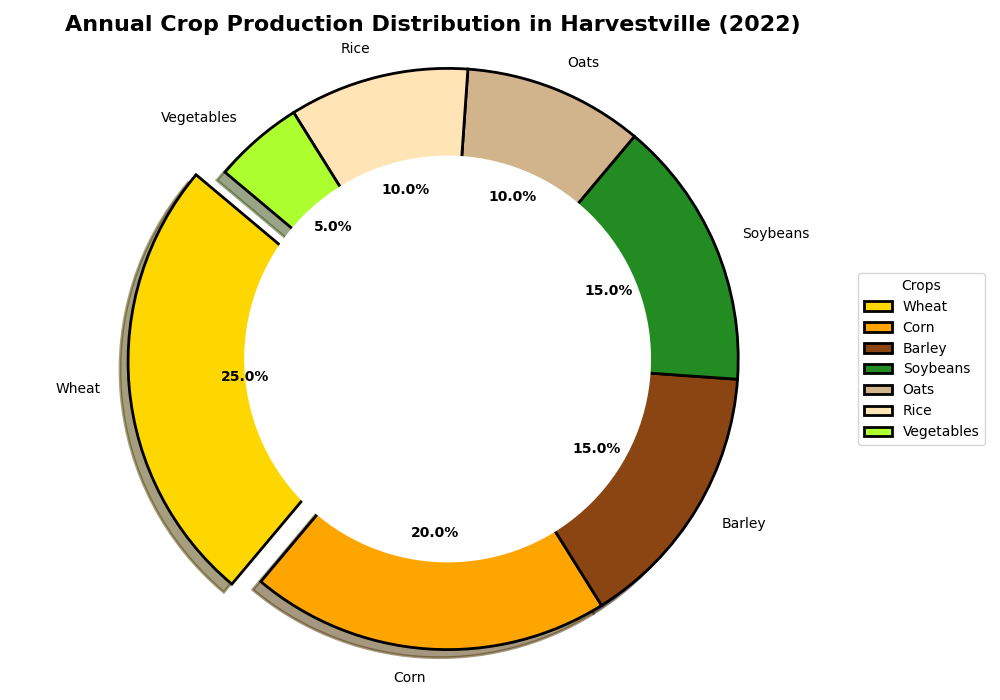 Annual Crop Production Distribution in Harvestville (2022)
Rice
Oats
Vegetables
10.0%
10.0%
5.0%
Soybeans
15.0%
Crops
Wheat
Corn
Barley
Soybeans
Oats
Rice
Vegetables
Wheat
25.0%
15.0%
20.0%
Barley
Corn